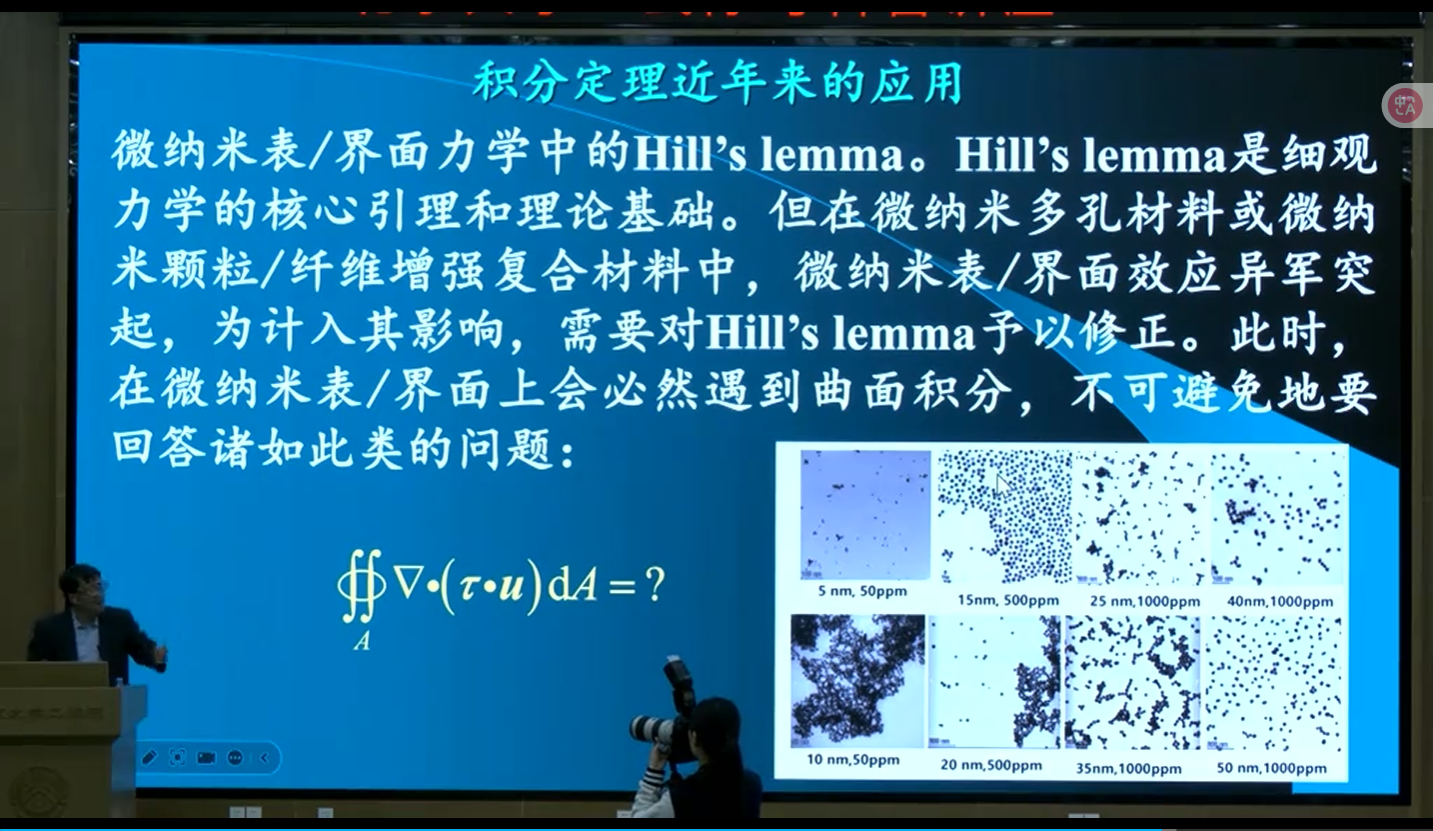 积分定理近年来的应用
微纳米表/界面力学中的Hill’s lemma。Hill’s lemma是细观
力学的核心引理和理论基础。但在微纳米多孔材料或微纳
米颗粒/纤维增强复合材料中，微纳米表/界面效应异军突
起，为计入其影响，需要对Hill’s lemma予以修正。此时，
在微纳米表/界面上会必然遇到曲面积分，不可避免地要
回答诸如此类的问题：
∯ ∇•(τ•u)dA = ?
A
5 nm, 50ppm
15nm, 500ppm
25 nm,1000ppm
40nm,1000ppm
10 nm,50ppm
20 nm,500ppm
35nm,1000ppm
50 nm,1000ppm
中
A